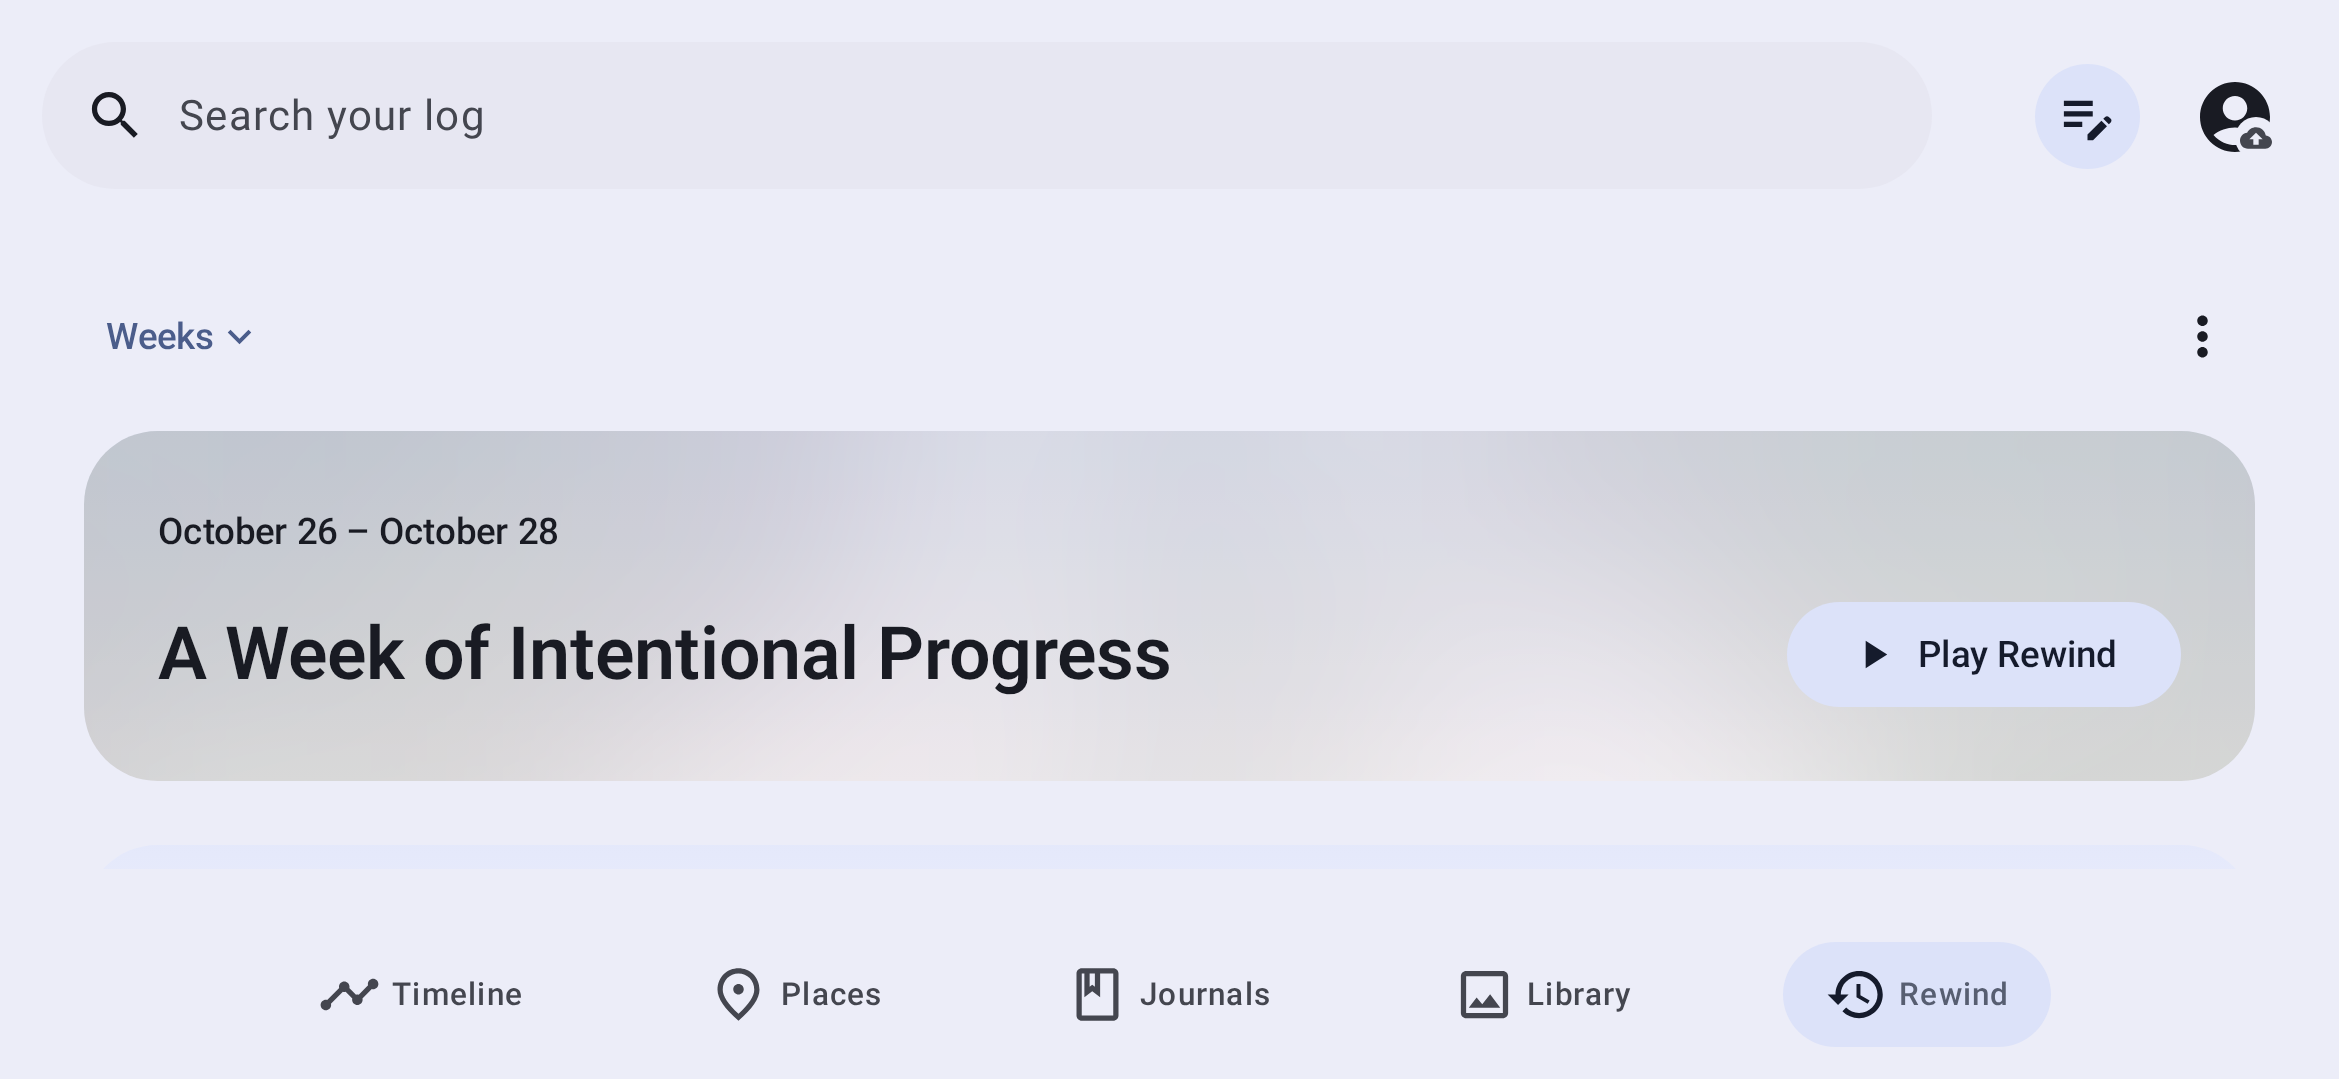 Search your log
Weeks
October 26 – October 28
A Week of Intentional Progress
Play Rewind
Timeline
Places
Journals
Library
Rewind